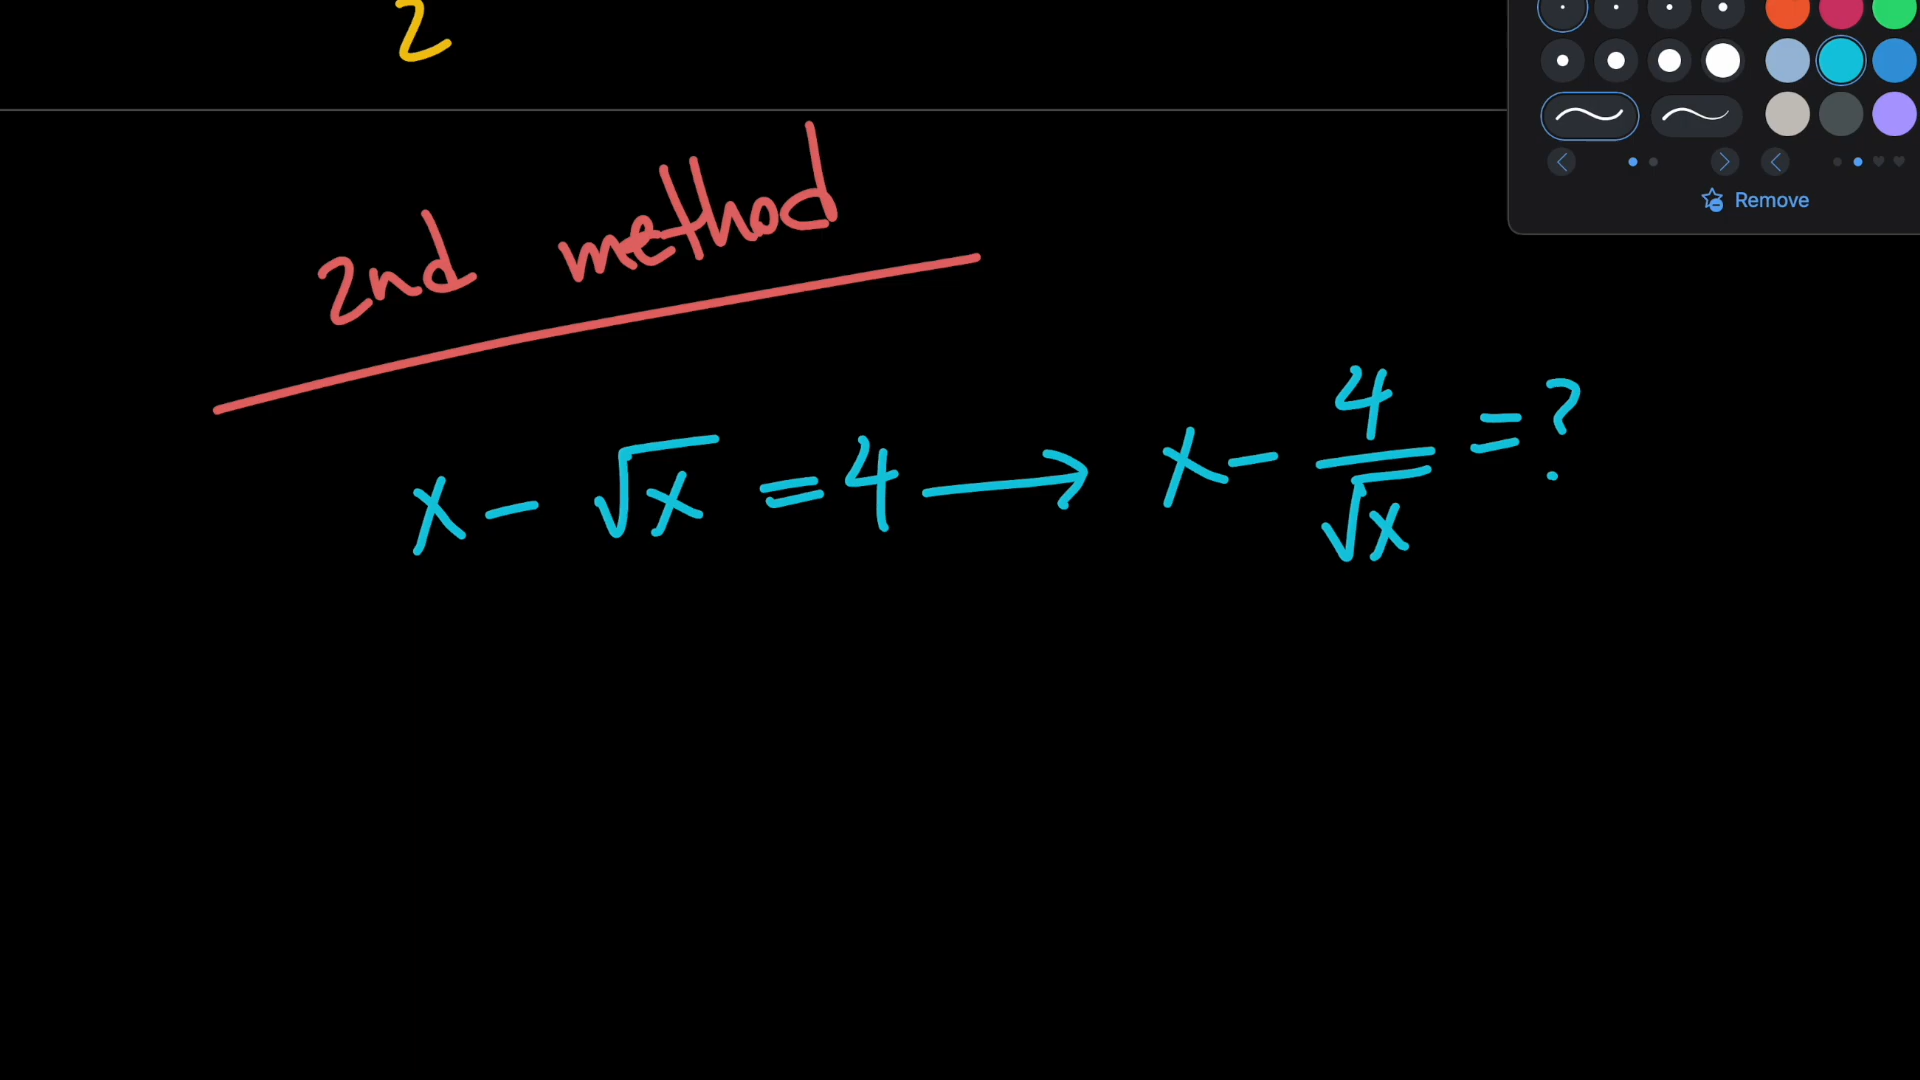 2
Remove
2nd method
x - √x = 4 → x - 4/√x = ?